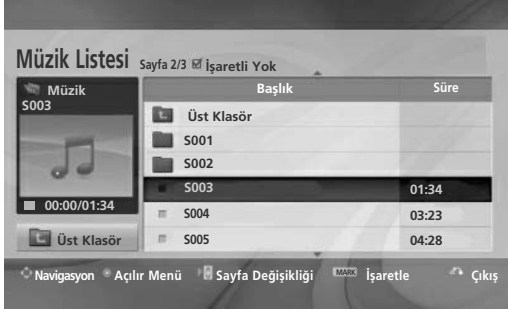 Müzik Listesi Sayfa 2/3 İşaretli Yok
Müzik
S003
00:00/01:34
Üst Klasör
Başlık Süre
Üst Klasör
S001
S002
S003 01:34
S004 03:23
S005 04:28
Navigasyon Açılır Menü Sayfa Değişikliği MARK İşaretle Çıkış